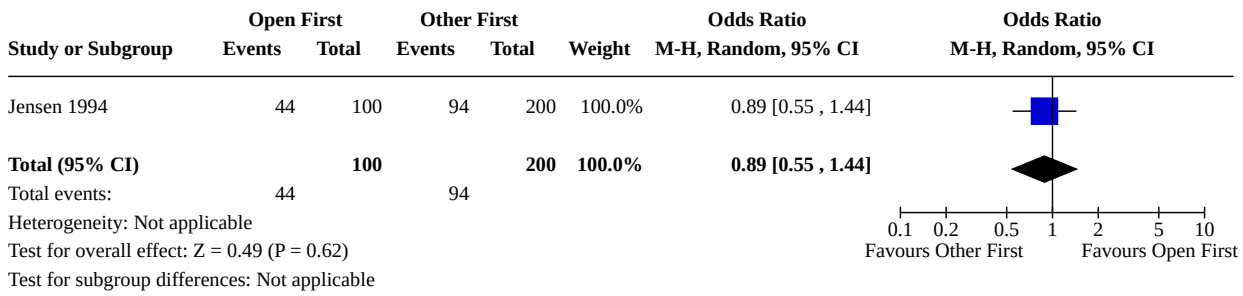 Open First Other First Odds Ratio Odds Ratio
Study or Subgroup Events Total Events Total Weight M-H, Random, 95% CI M-H, Random, 95% CI
Jensen 1994 44 100 94 200 100.0% 0.89 [0.55 , 1.44]
Total (95% CI) 100 200 100.0% 0.89 [0.55 , 1.44]
Total events: 44 94
Heterogeneity: Not applicable
0.1 0.2 0.5 1 2 5 10
Test for overall effect: Z = 0.49 (P = 0.62) Favours Other First Favours Open First
Test for subgroup differences: Not applicable